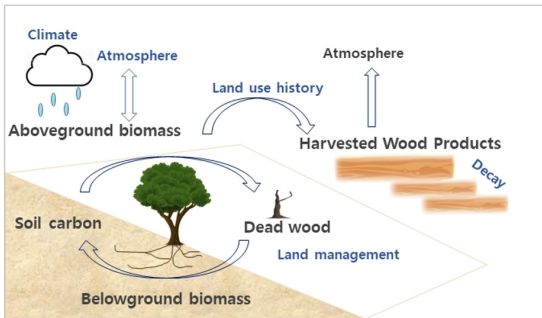 Climate
Atmosphere
Atmosphere
Land use history
Aboveground biomass
Harvested Wood Products
Decay
Soil carbon
Dead wood
Land management
Belowground biomass